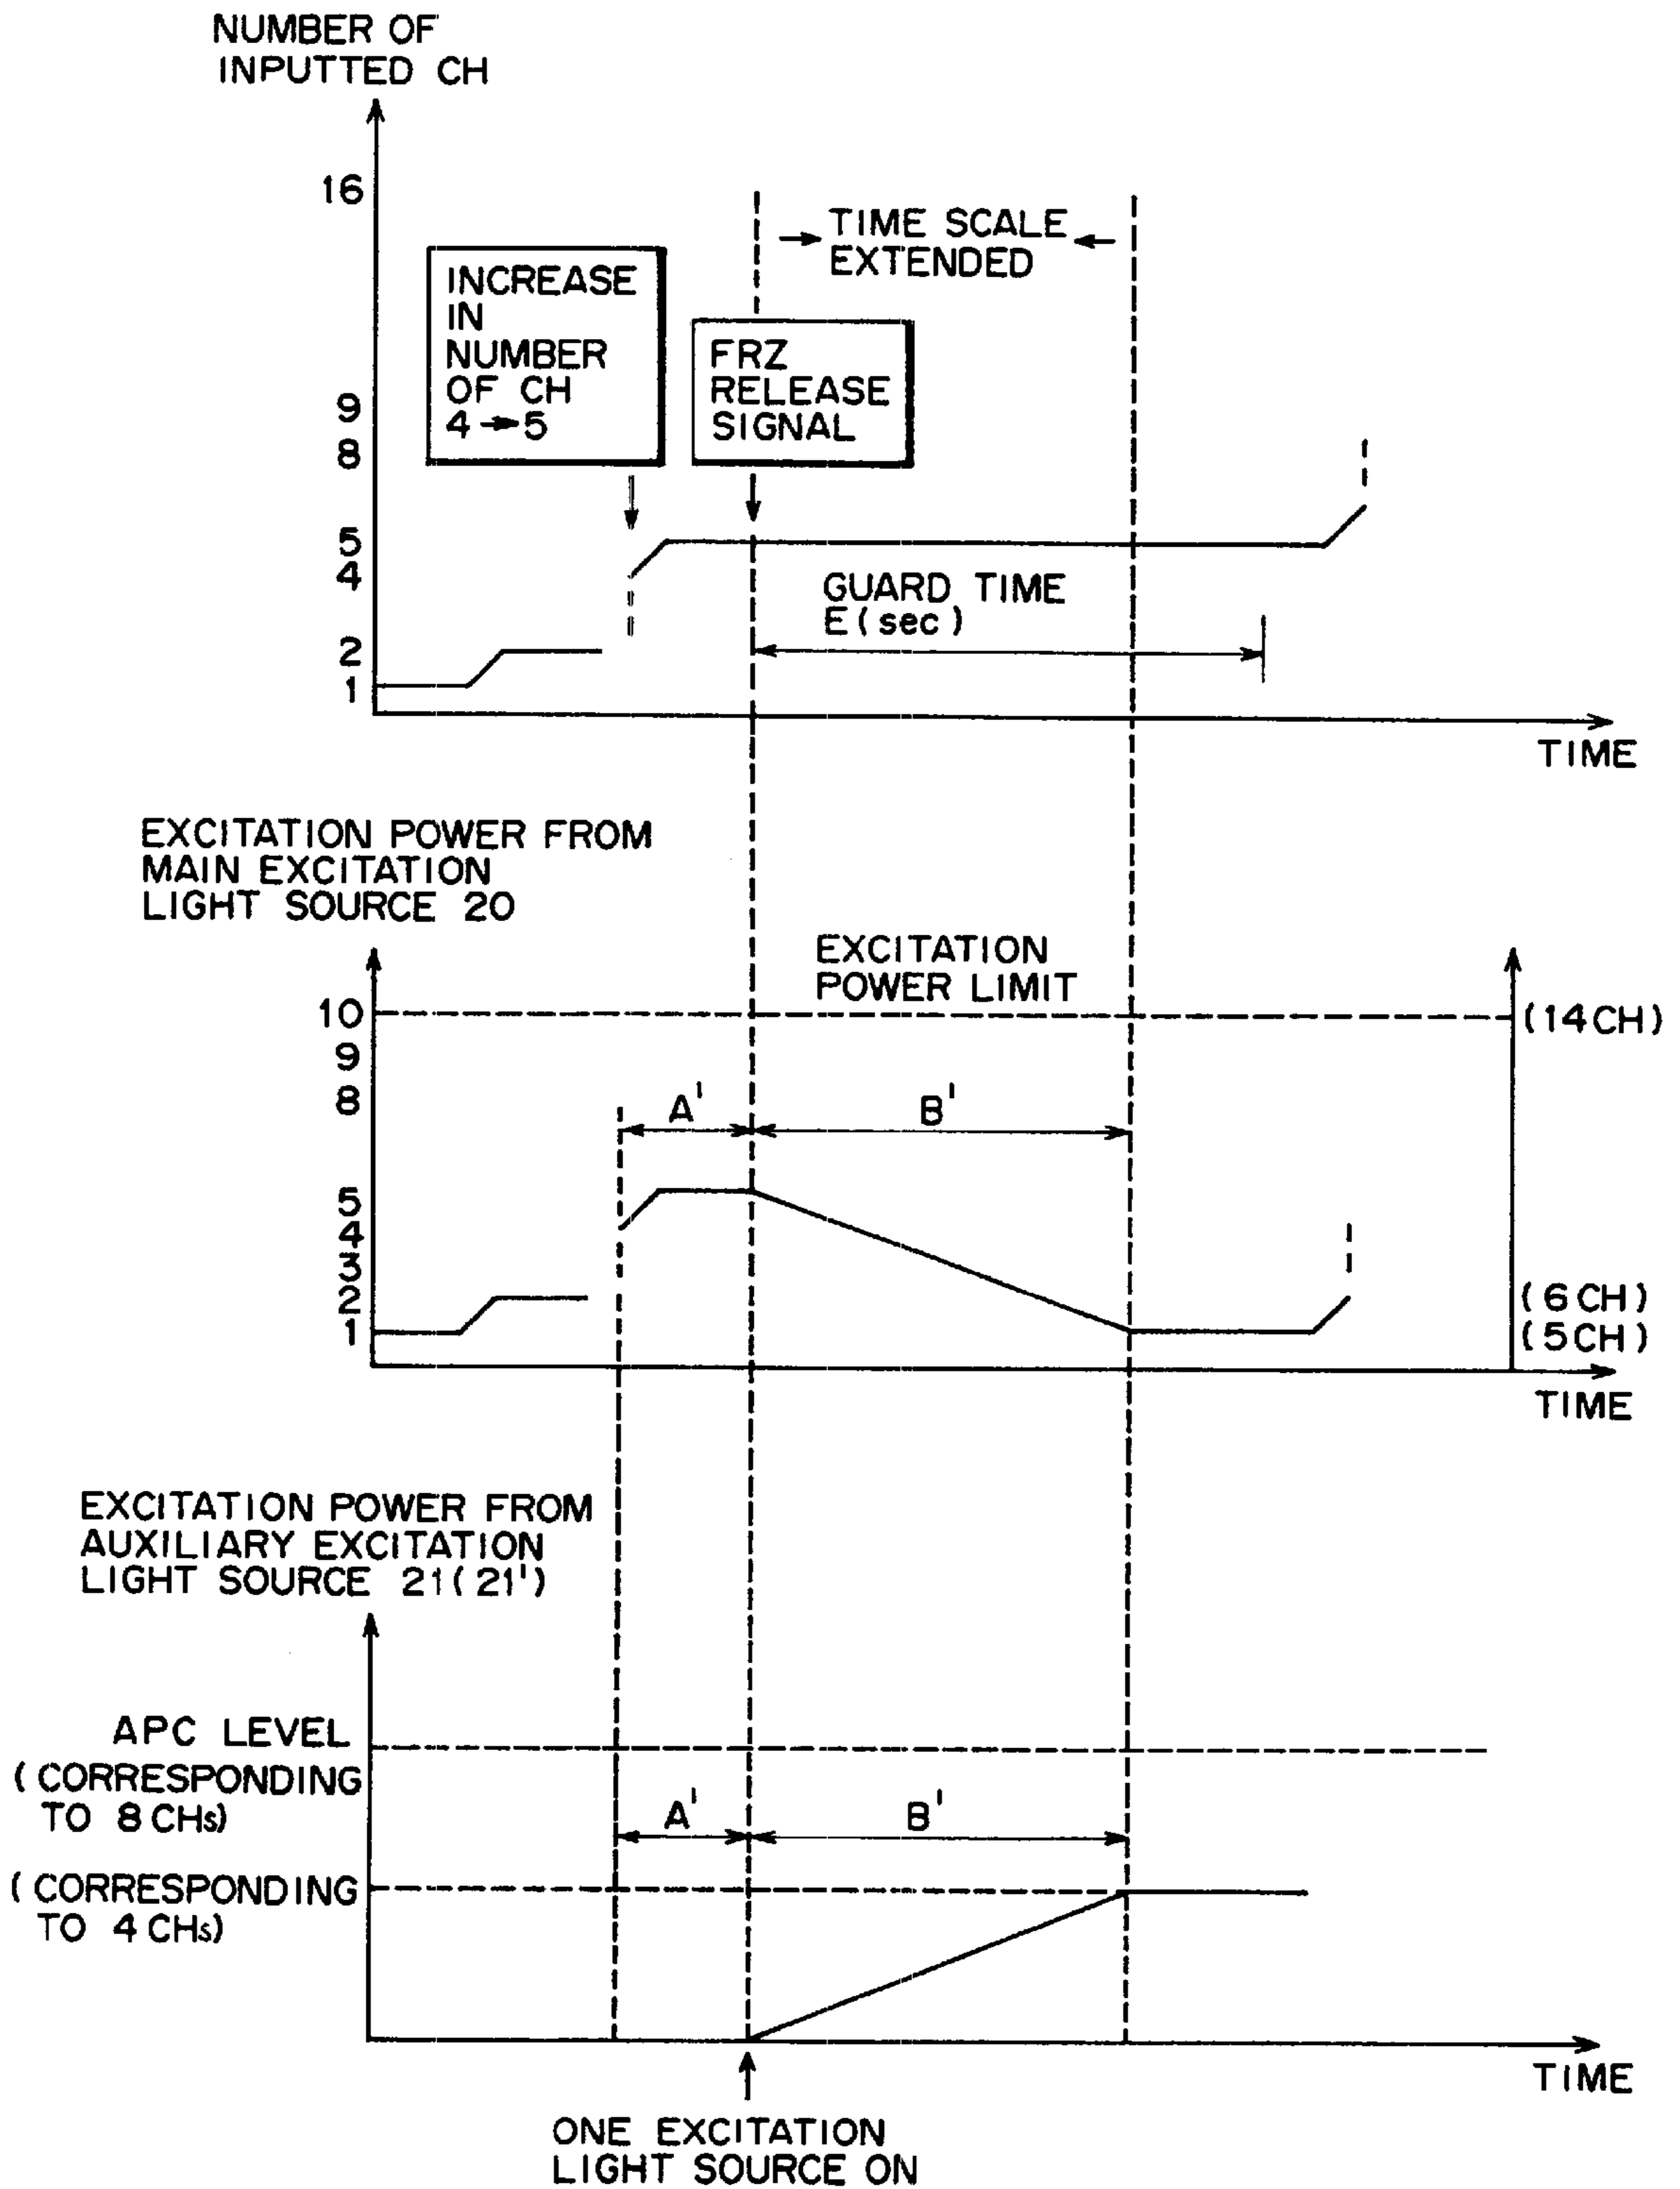 NUMBER OF
INPUTTED CH
16
TIME SCALE
EXTENDED
INCREASE
IN
NUMBER
OF CH
4→5
FRZ
RELEASE
SIGNAL
9
8
5
4
GUARD TIME
E(sec)
2
1
TIME
EXCITATION POWER FROM
MAIN EXCITATION
LIGHT SOURCE 20
EXCITATION
POWER LIMIT
10
(14CH)
9
8
A'
B'
5
4
3
2
(6CH)
1
(5CH)
TIME
EXCITATION POWER FROM
AUXILIARY EXCITATION
LIGHT SOURCE 21(21')
APC LEVEL
(CORRESPONDING
TO 8CHs)
A'
B'
(CORRESPONDING
TO 4CHs)
TIME
ONE EXCITATION
LIGHT SOURCE ON